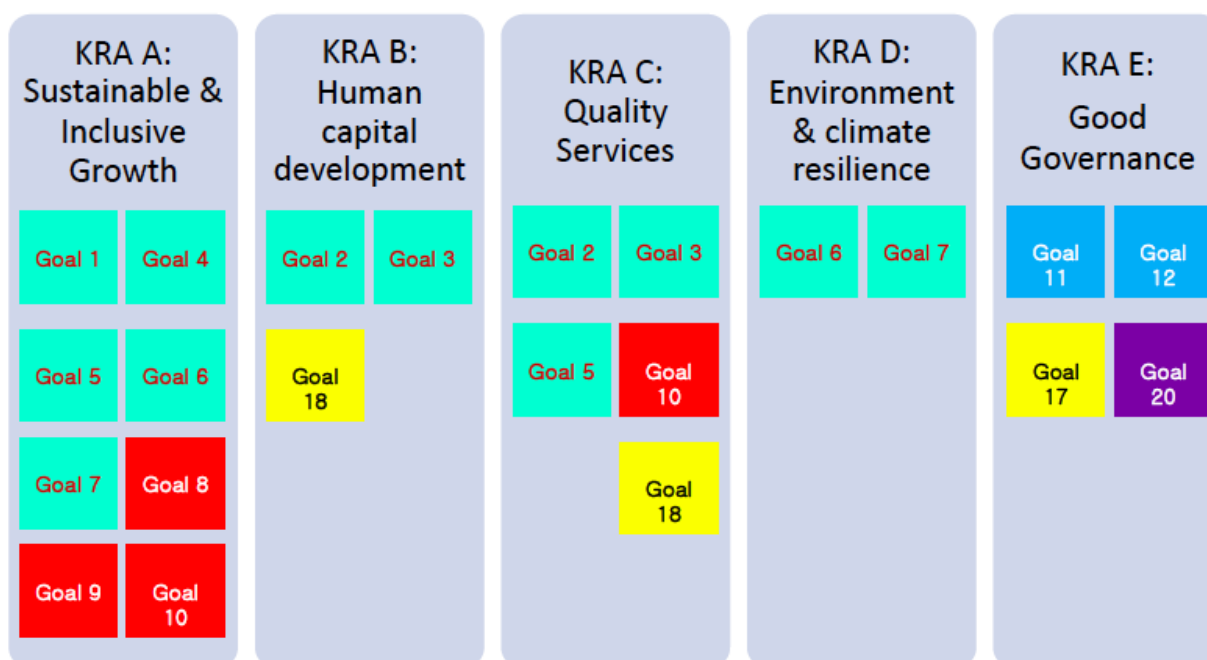 KRA A:
Sustainable &
Inclusive
Growth
Goal 1
Goal 4
Goal 5
Goal 6
Goal 7
Goal 8
Goal 9
Goal
10
KRA B:
Human
capital
development
Goal 2
Goal 3
Goal
18
KRA C:
Quality
Services
Goal 2
Goal 3
Goal 5
Goal
10
Goal
18
KRA D:
Environment
& climate
resilience
Goal 6
Goal 7
KRA E:
Good
Governance
Goal
11
Goal
12
Goal
17
Goal
20